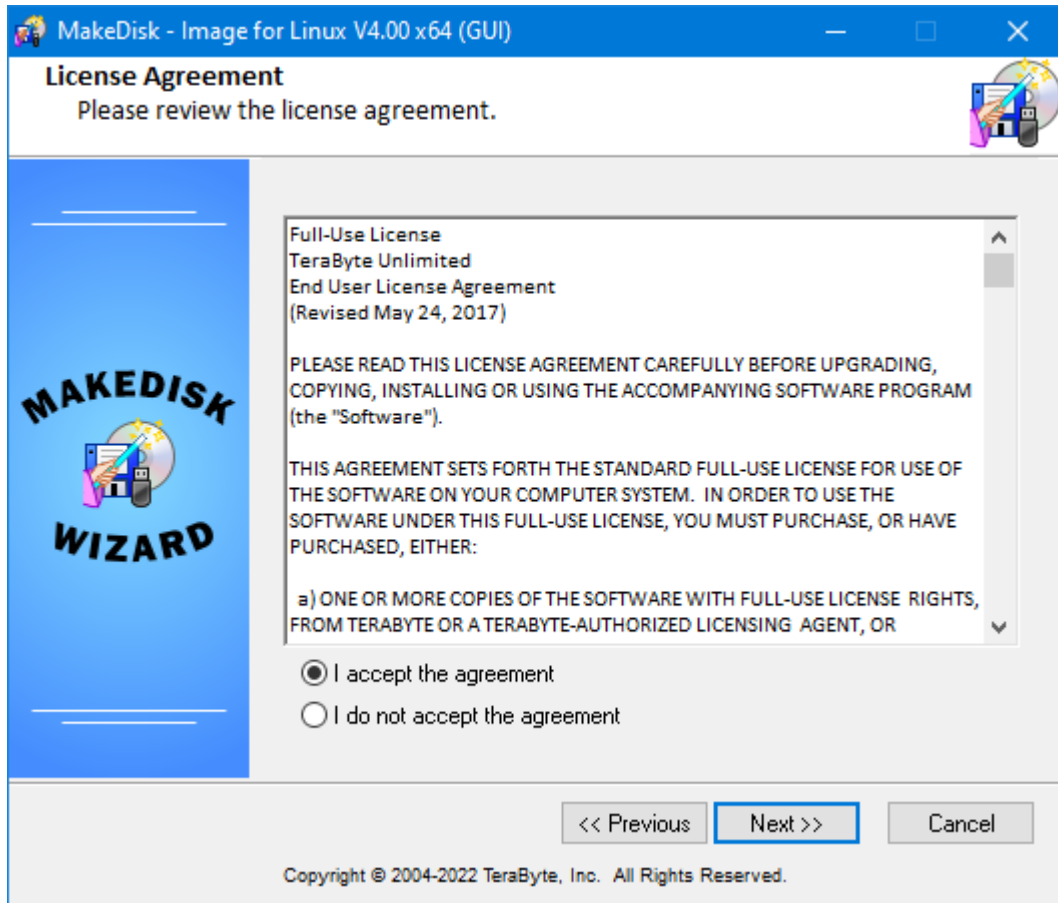 MakeDisk - Image for Linux V4.00 x64 (GUI)
License Agreement
Please review the license agreement.
MAKEDISK
WIZARD
Full-Use License
TeraByte Unlimited
End User License Agreement
(Revised May 24, 2017)
PLEASE READ THIS LICENSE AGREEMENT CAREFULLY BEFORE UPGRADING,
COPYING, INSTALLING OR USING THE ACCOMPANYING SOFTWARE PROGRAM
(the "Software").
THIS AGREEMENT SETS FORTH THE STANDARD FULL-USE LICENSE FOR USE OF
THE SOFTWARE ON YOUR COMPUTER SYSTEM.  IN ORDER TO USE THE
SOFTWARE UNDER THIS FULL-USE LICENSE, YOU MUST PURCHASE, OR HAVE
PURCHASED, EITHER:
a) ONE OR MORE COPIES OF THE SOFTWARE WITH FULL-USE LICENSE  RIGHTS,
FROM TERABYTE OR A TERABYTE-AUTHORIZED LICENSING  AGENT, OR
I accept the agreement
I do not accept the agreement
<< Previous
Next >>
Cancel
Copyright © 2004-2022 TeraByte, Inc.  All Rights Reserved.